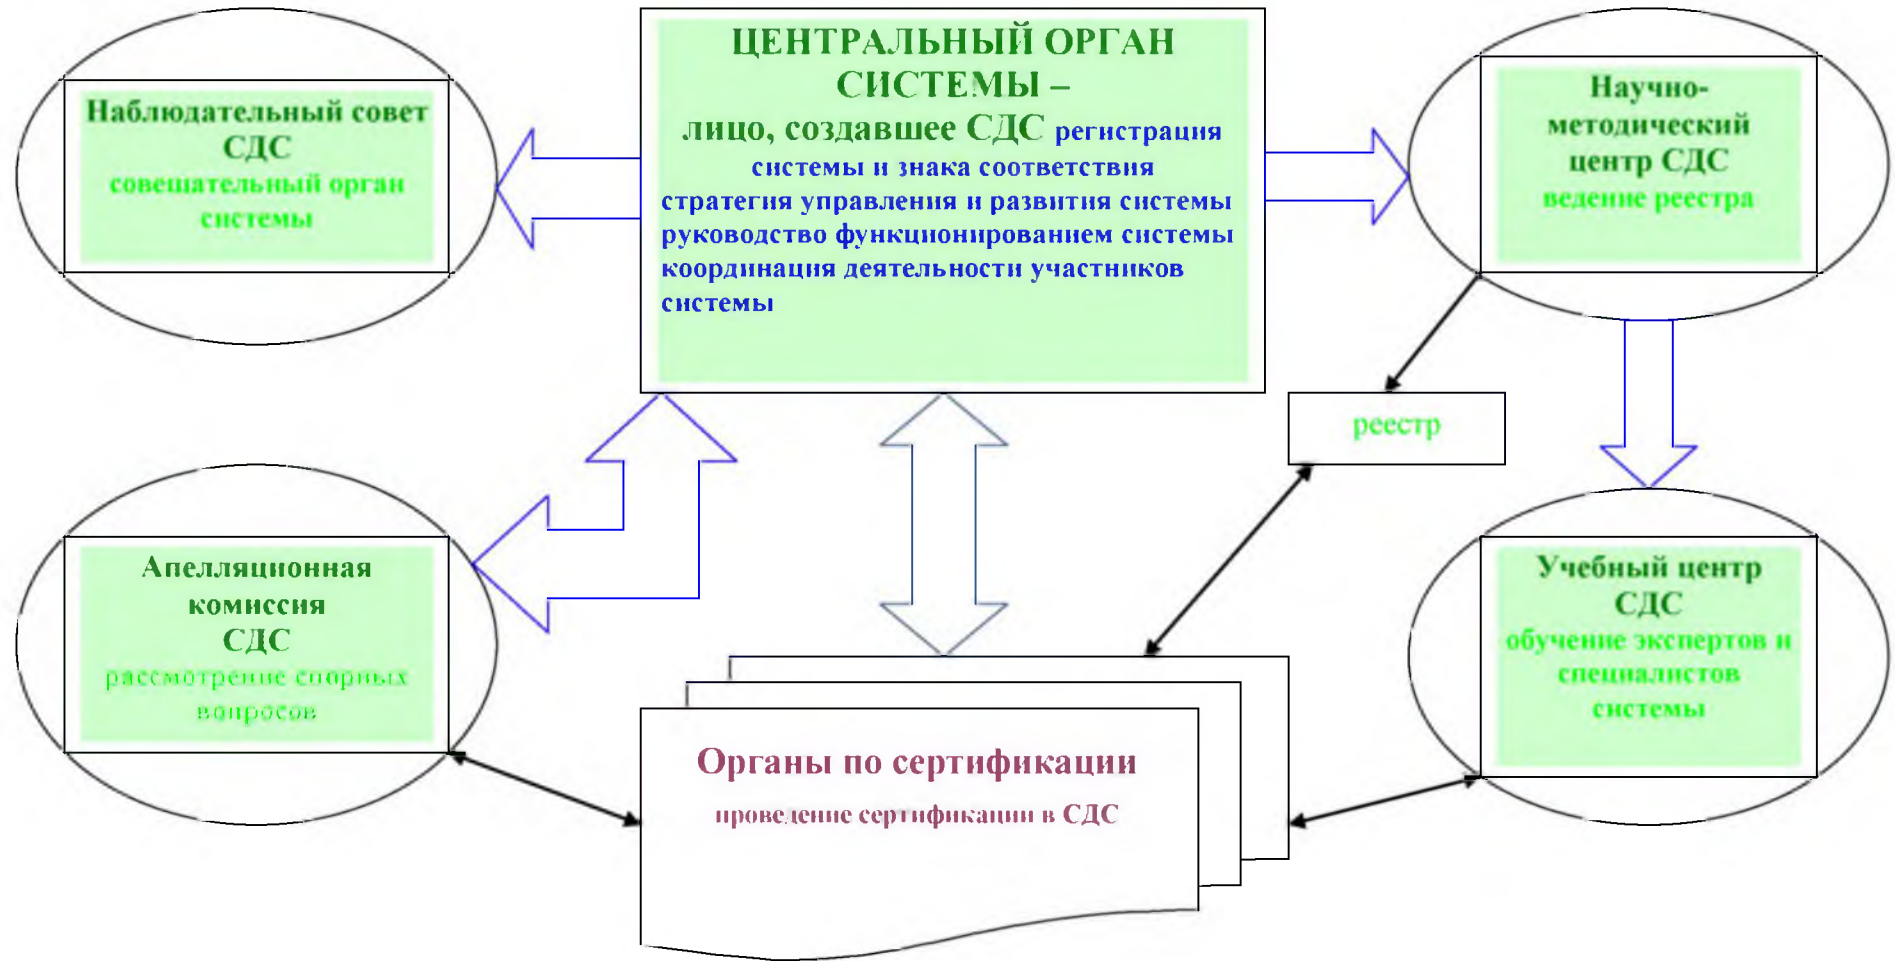 ЦЕНТРАЛЬНЫЙ ОРГАН
СИСТЕМЫ –
лицо, создавшее СДС регистрация
системы и знака соответствия
стратегия управления и развития системы
руководство функционированием системы
координация деятельности участников
системы
Наблюдательный совет
СДС
совещательный орган
системы
Научно-
методический
центр СДС
ведение реестра
реестр
Апелляционная
комиссия
СДС
рассмотрение спорных
вопросов
Учебный центр
СДС
обучение экспертов и
специалистов
системы
Органы по сертификации
проведение сертификации в СДС